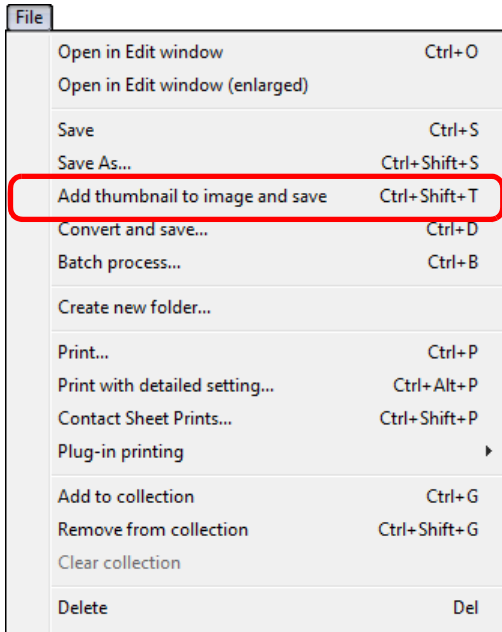 File
Open in Edit window Ctrl+O
Open in Edit window (enlarged)
Save Ctrl+S
Save As... Ctrl+Shift+S
Add thumbnail to image and save Ctrl+Shift+T
Convert and save... Ctrl+D
Batch process... Ctrl+B
Create new folder...
Print... Ctrl+P
Print with detailed setting... Ctrl+Alt+P
Contact Sheet Prints... Ctrl+Shift+P
Plug-in printing
Add to collection Ctrl+G
Remove from collection Ctrl+Shift+G
Clear collection
Delete Del